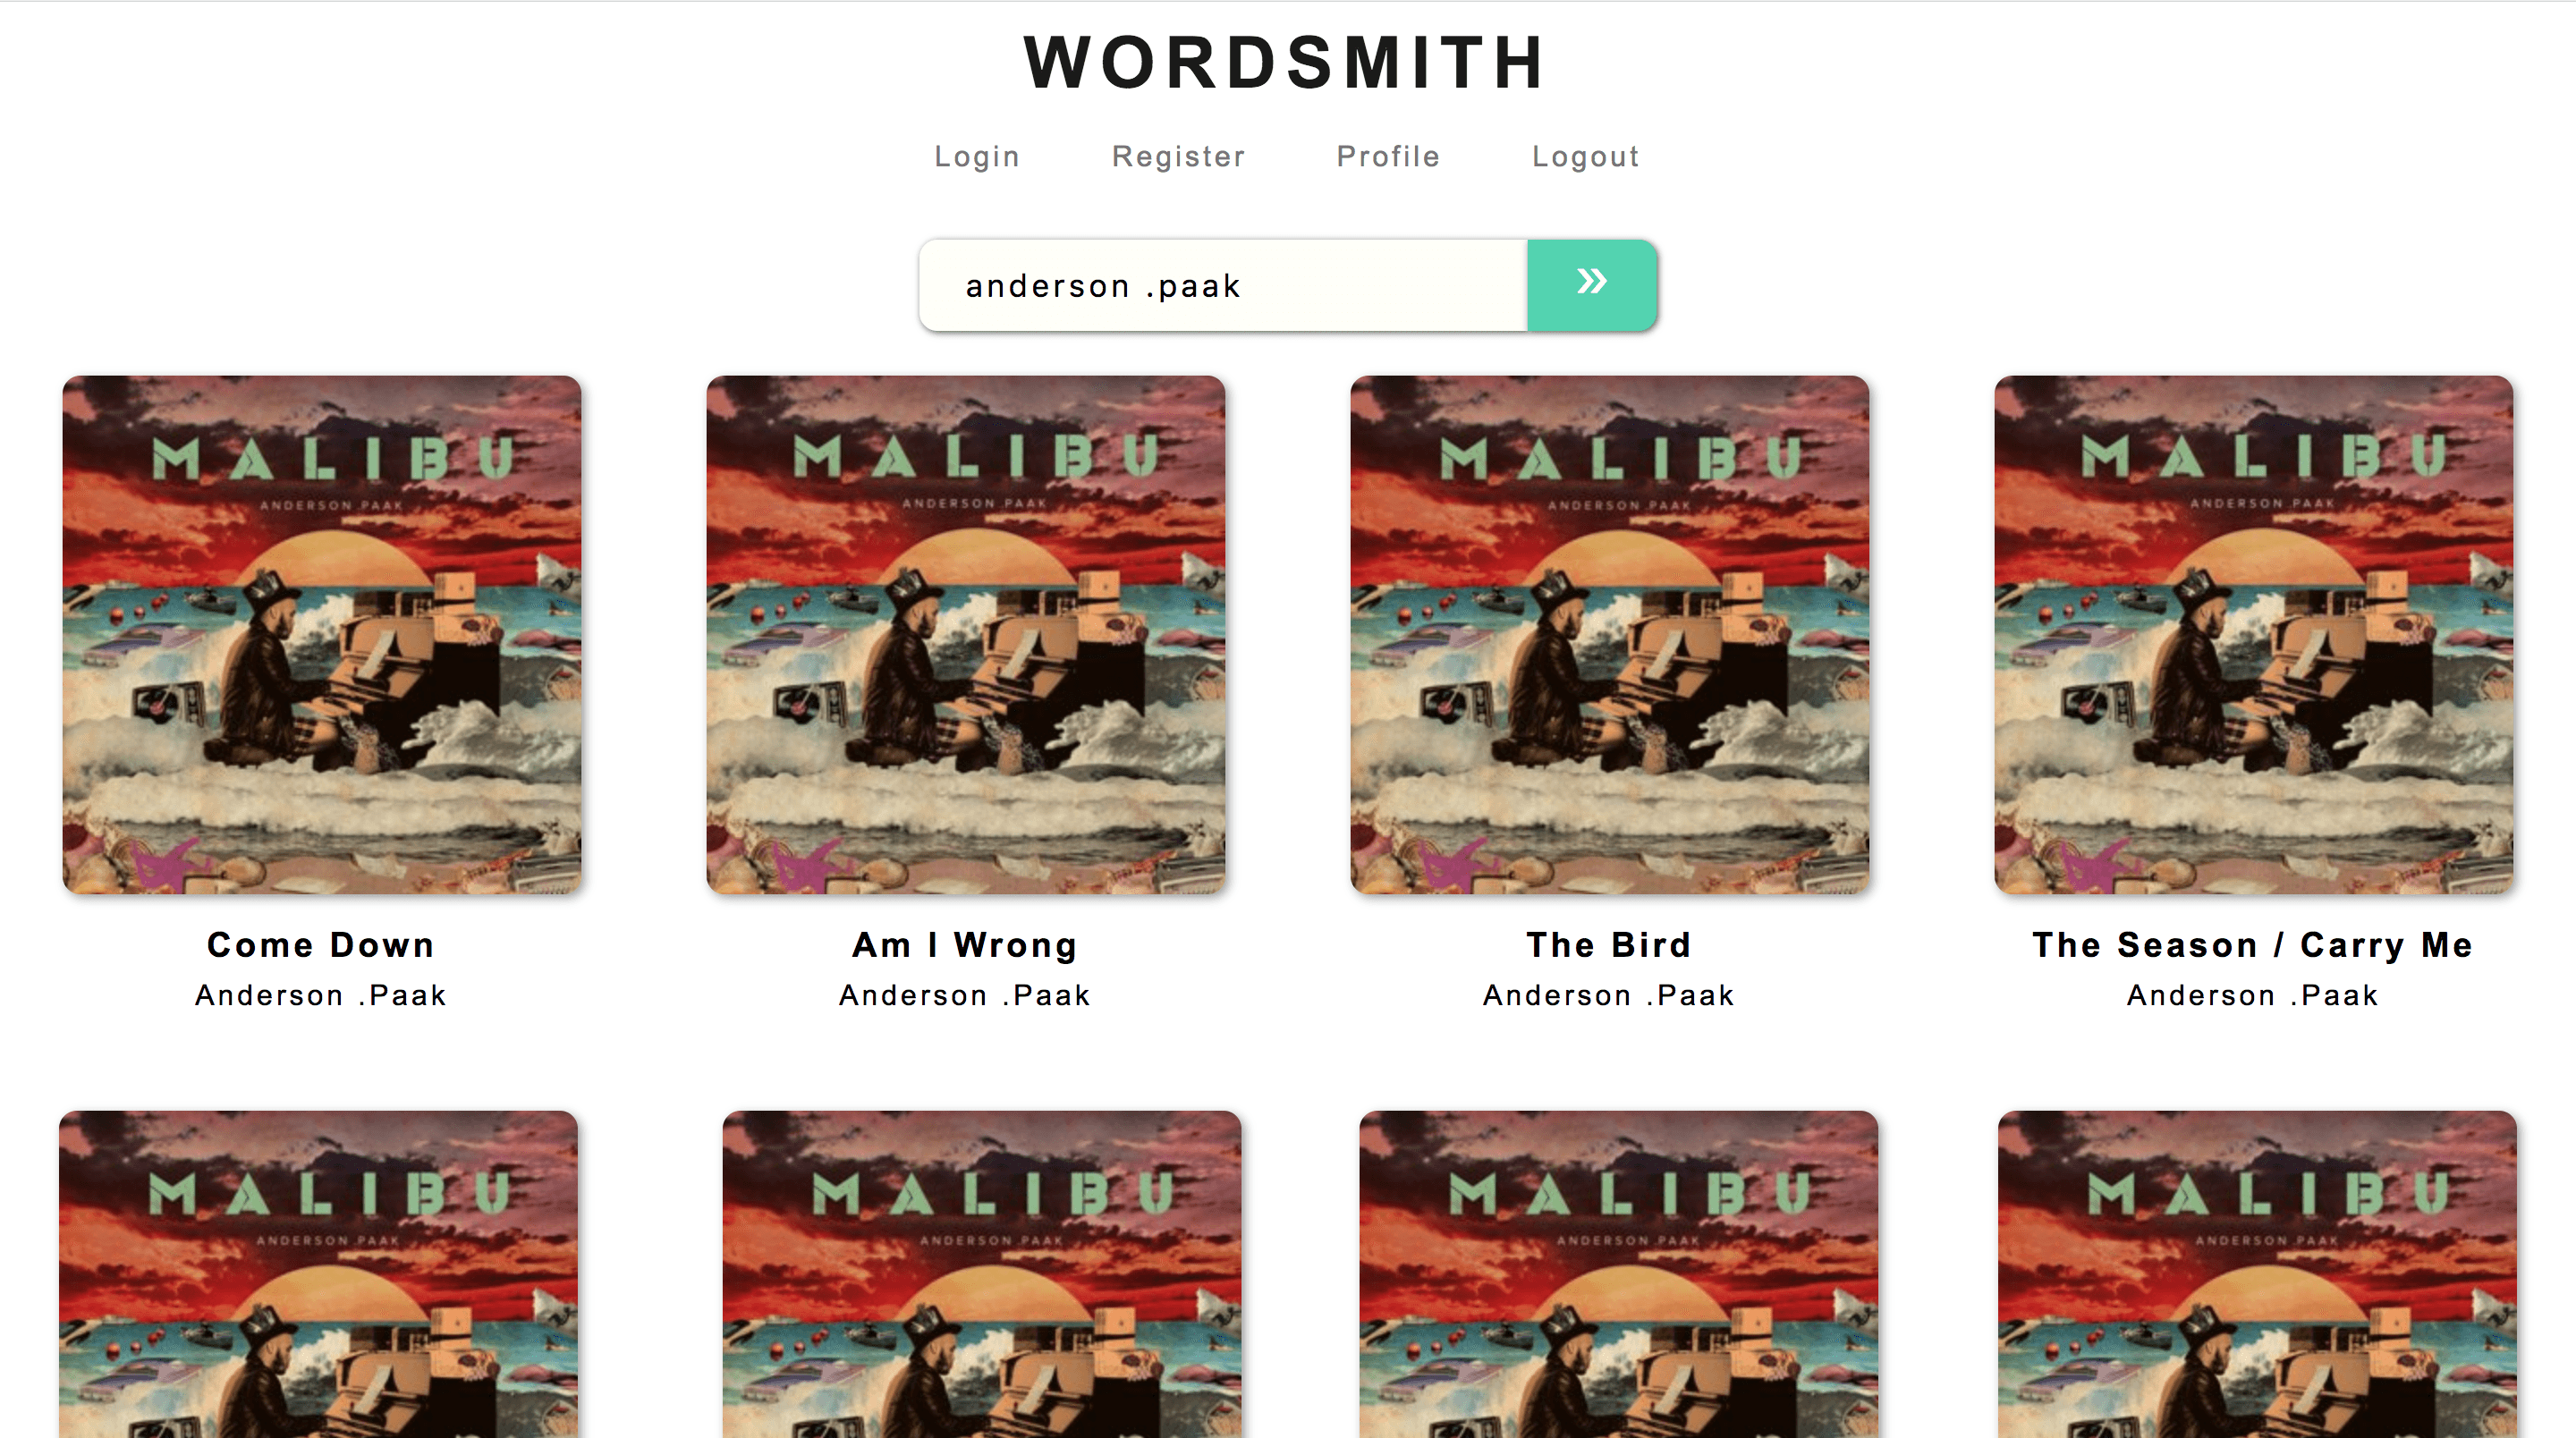 WORDSMITH
Login Register Profile Logout
anderson .paak »
MALIBU MALIBU MALIBU MALIBU
ANDERSON .PAAK ANDERSON .PAAK ANDERSON .PAAK ANDERSON .PAAK
Come Down Am I Wrong The Bird The Season / Carry Me
Anderson .Paak Anderson .Paak Anderson .Paak Anderson .Paak
MALIBU MALIBU MALIBU MALIBU
ANDERSON .PAAK ANDERSON .PAAK ANDERSON .PAAK ANDERSON .PAAK